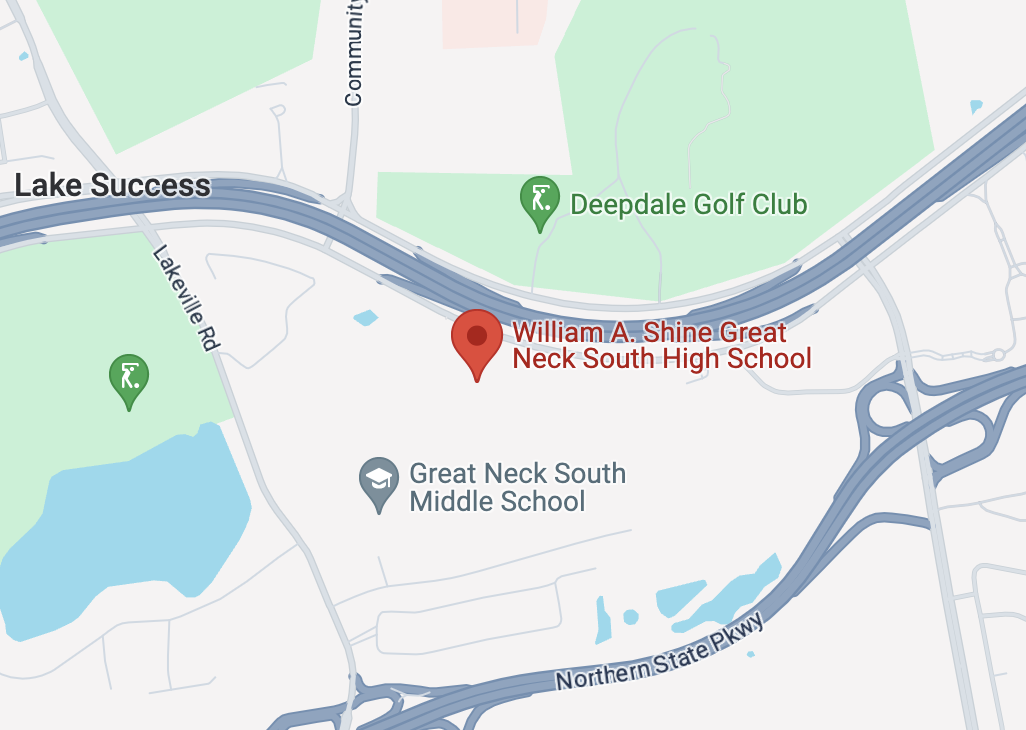 Community
Lake Success
Deepdale Golf Club
Lakeville Rd
William A. Shine Great
Neck South High School
Great Neck South
Middle School
Northern State Pkwy